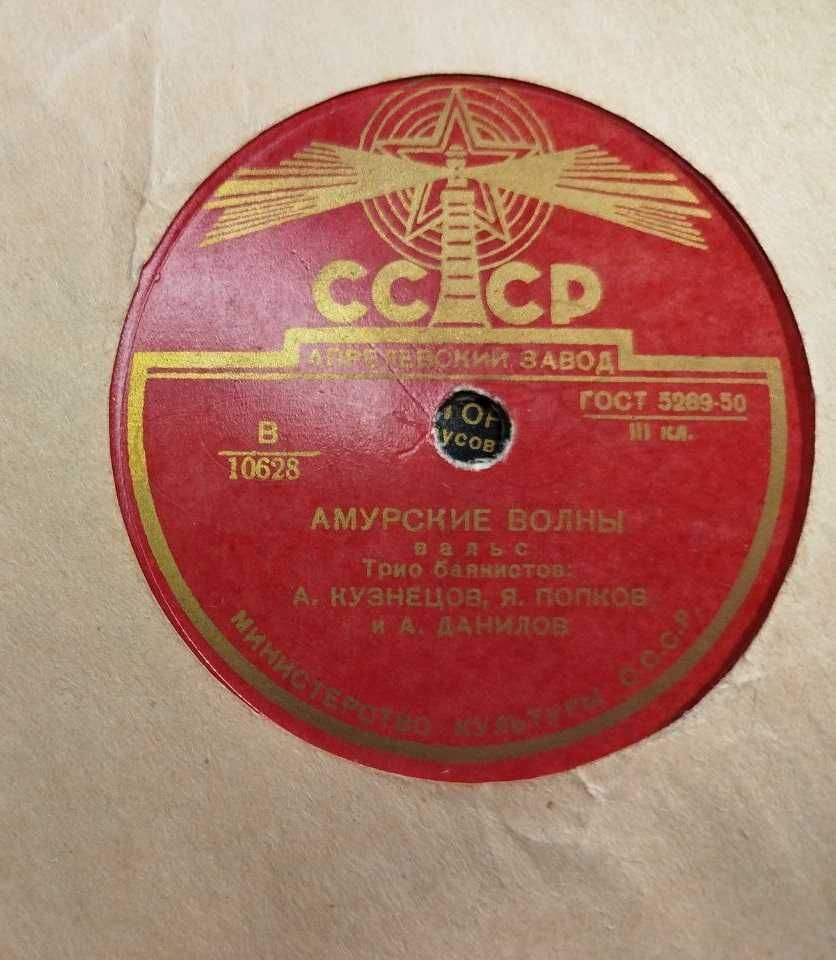 СССР
АПРЕЛЕВСКИЙ ЗАВОД
ГОСТ 5289-50
III кл.
В
10628
АМУРСКИЕ ВОЛНЫ
вальс
Трио баянистов:
А. КУЗНЕЦОВ, Я. ПОПКОВ
и А. ДАНИЛОВ
МИНИСТЕРСТВО КУЛЬТУРЫ С.С.С.Р.